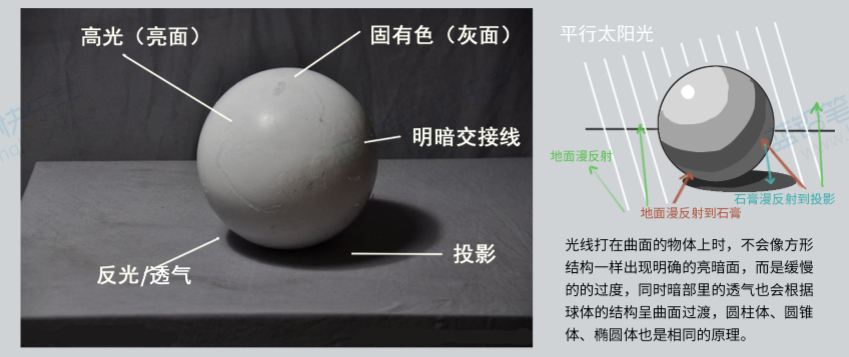 高光（亮面）
固有色（灰面）
明暗交接线
投影
反光/透气
平行太阳光
地面漫反射
地面漫反射到石膏
石膏漫反射到投影
光线打在曲面的物体上时，不会像方形
结构一样出现明确的亮暗面，而是缓慢
的的过度，同时暗部里的透气也会根据
球体的结构呈曲面过渡，圆柱体、圆锥
体、椭圆体也是相同的原理。